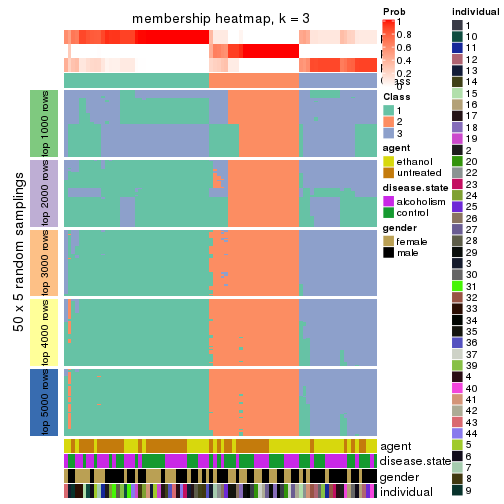 membership heatmap, k = 3
50 x 5 random samplings
top 1000 rows
top 2000 rows
top 3000 rows
top 4000 rows
top 5000 rows
agent
disease.state
gender
individual
Prob
1
0.8
0.6
0.4
0.2
0
Class
1
2
3
agent
ethanol
untreated
disease.state
alcoholism
control
gender
female
male
individual
1
10
11
12
13
14
15
16
17
18
19
2
20
22
23
24
25
26
27
28
29
3
30
31
32
33
34
35
36
37
39
4
40
41
42
43
44
5
6
7
8
9